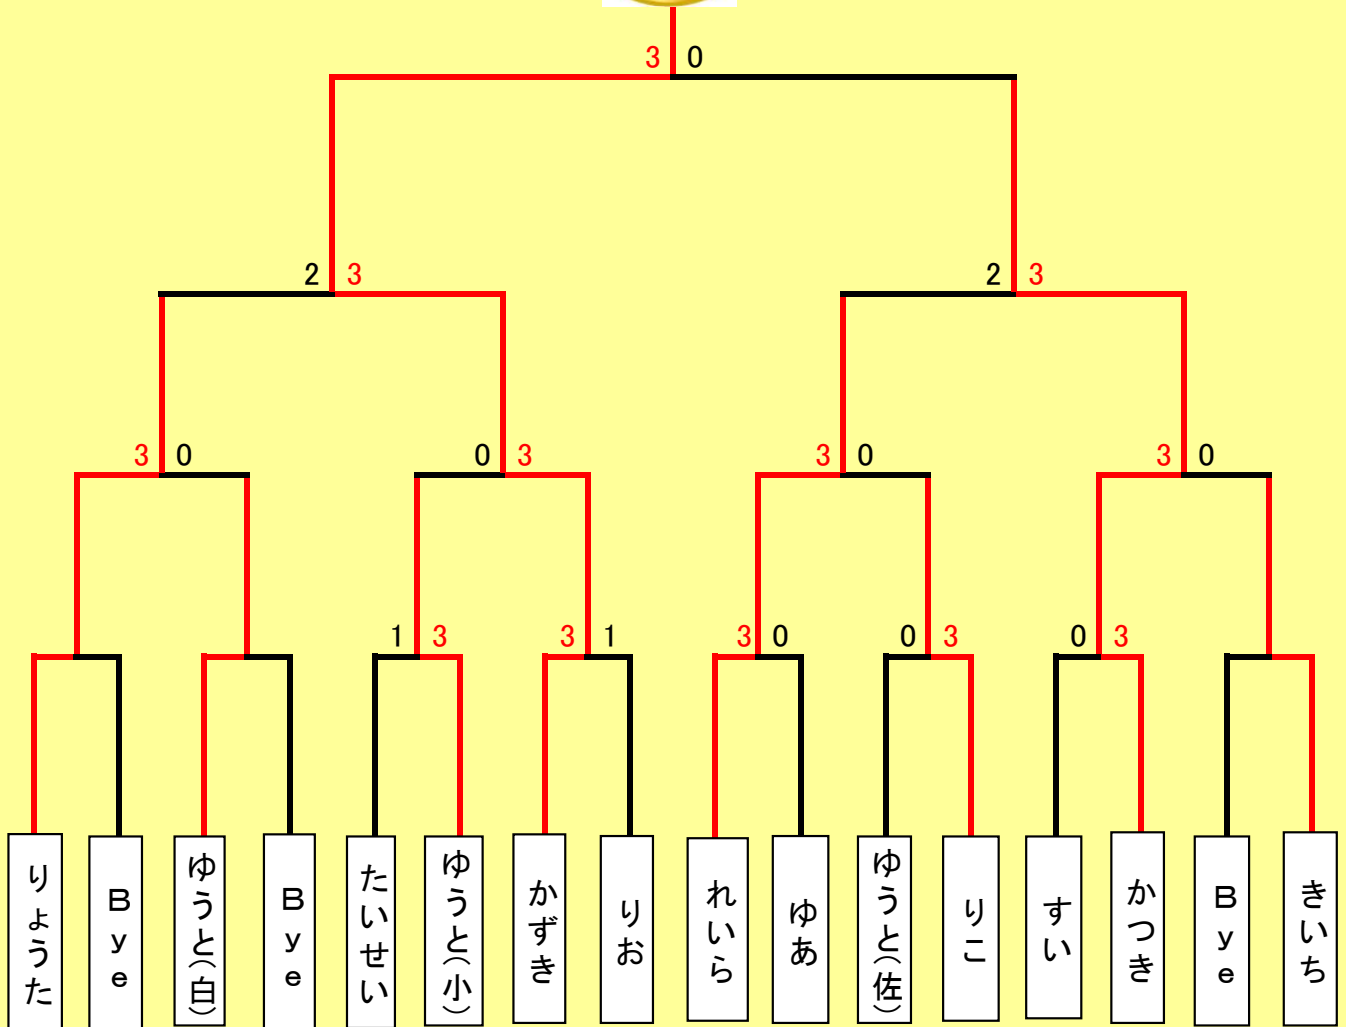 3 0
2 3
2 3
3 0
0 3
3 0
3 0
1 3
3 1
3 0
0 3
0 3
りょうた
Bye
ゆうと(白)
Bye
たいせい
ゆうと(小)
かずき
りお
れいら
ゆあ
ゆうと(佐)
りこ
すい
かつき
Bye
きいち